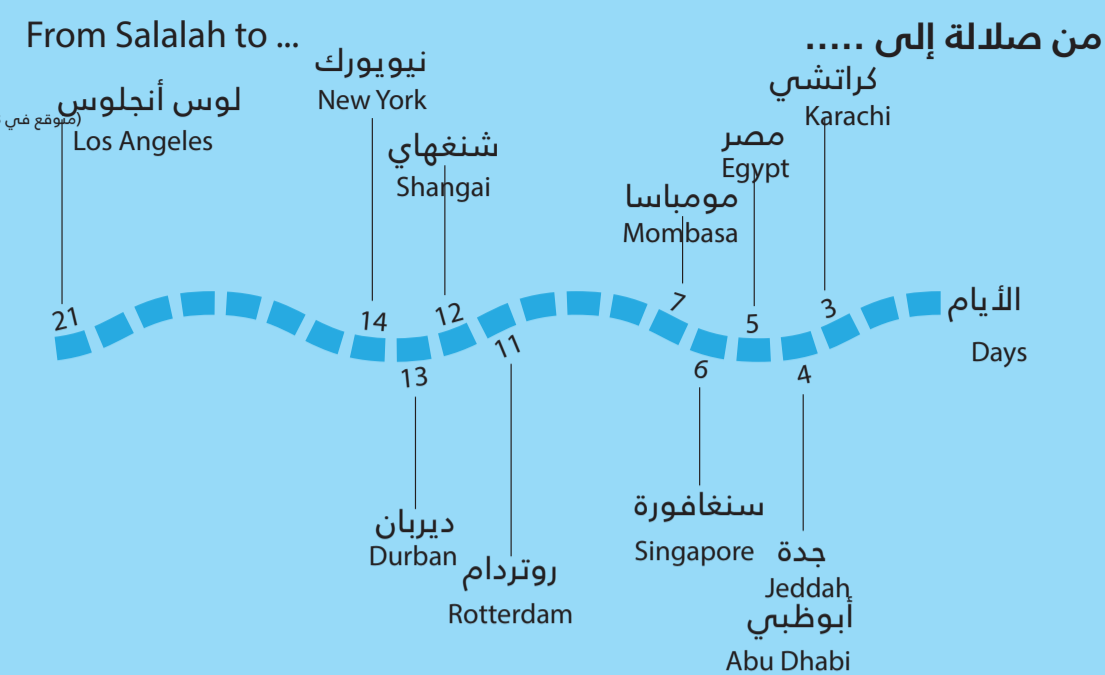 From Salalah to ...
من صلالة إلى .....
نيويورك
New York
كراتشي
Karachi
لوس أنجلوس
(متوقع في
Los Angeles
شنغهاي
Shangai
مصر
Egypt
مومباسا
Mombasa
21
14
12
7
5
3
الأيام
Days
13
11
6
4
ديربان
Durban
روتردام
Rotterdam
سنغافورة
Singapore
جدة
Jeddah
أبوظبي
Abu Dhabi